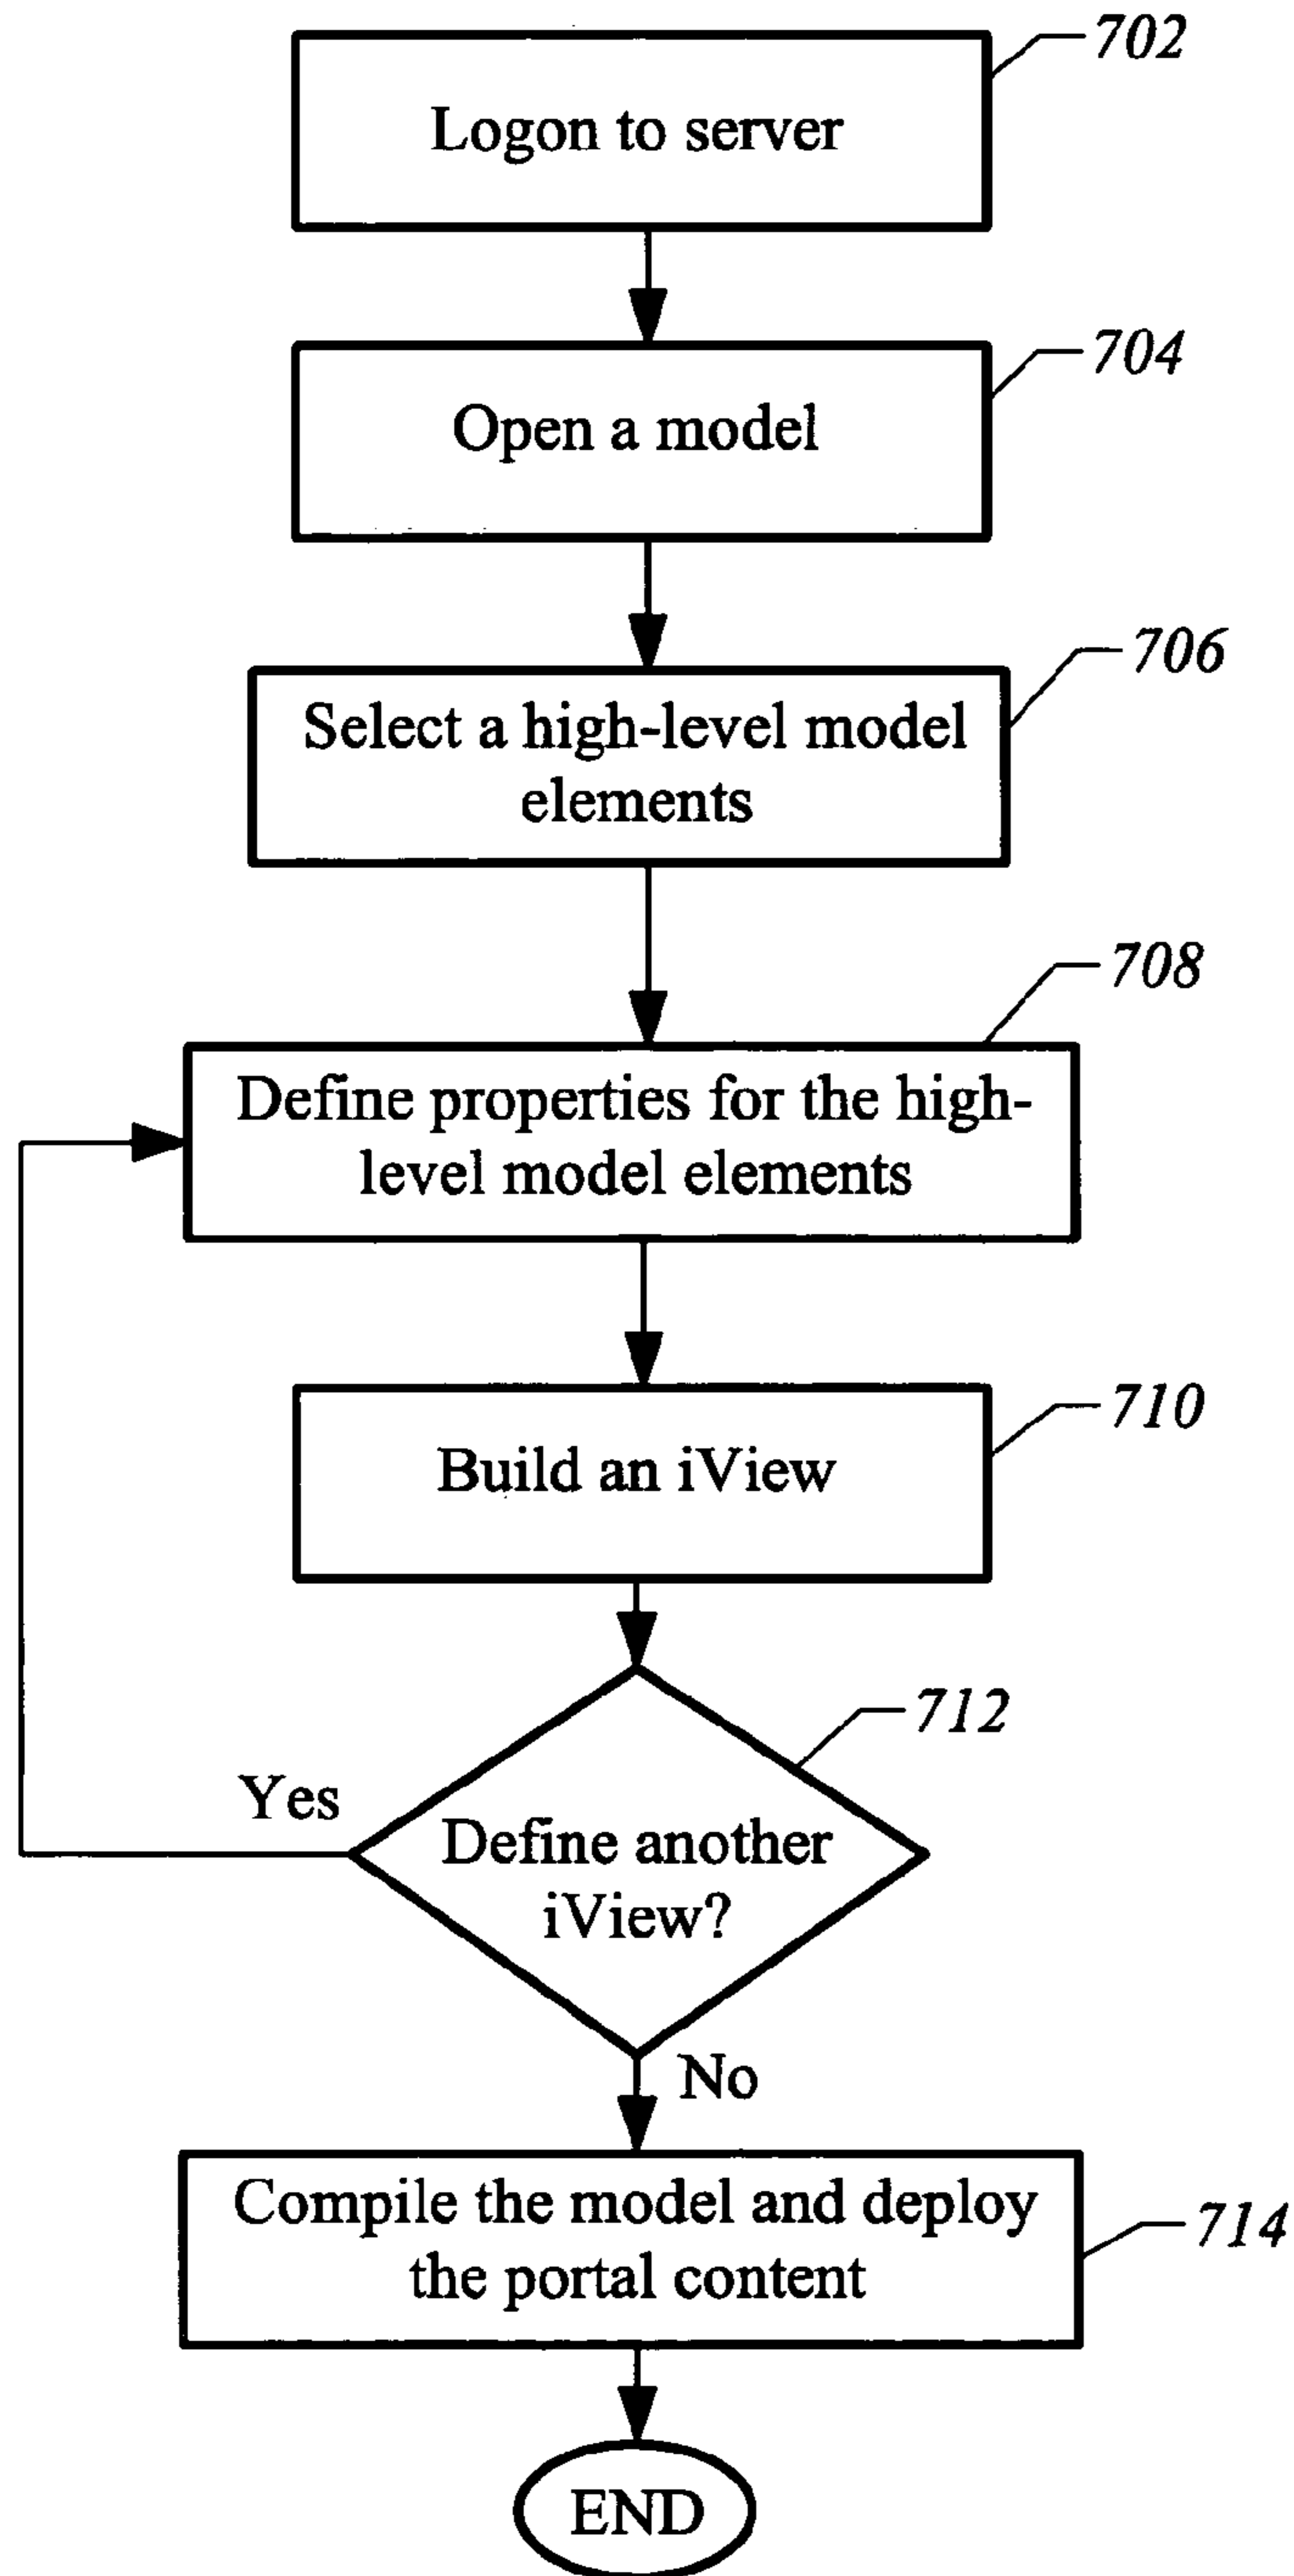 702
Logon to server
704
Open a model
706
Select a high-level model
elements
708
Define properties for the high-
level model elements
710
Build an iView
712
Yes
Define another
iView?
No
Compile the model and deploy
the portal content
714
END